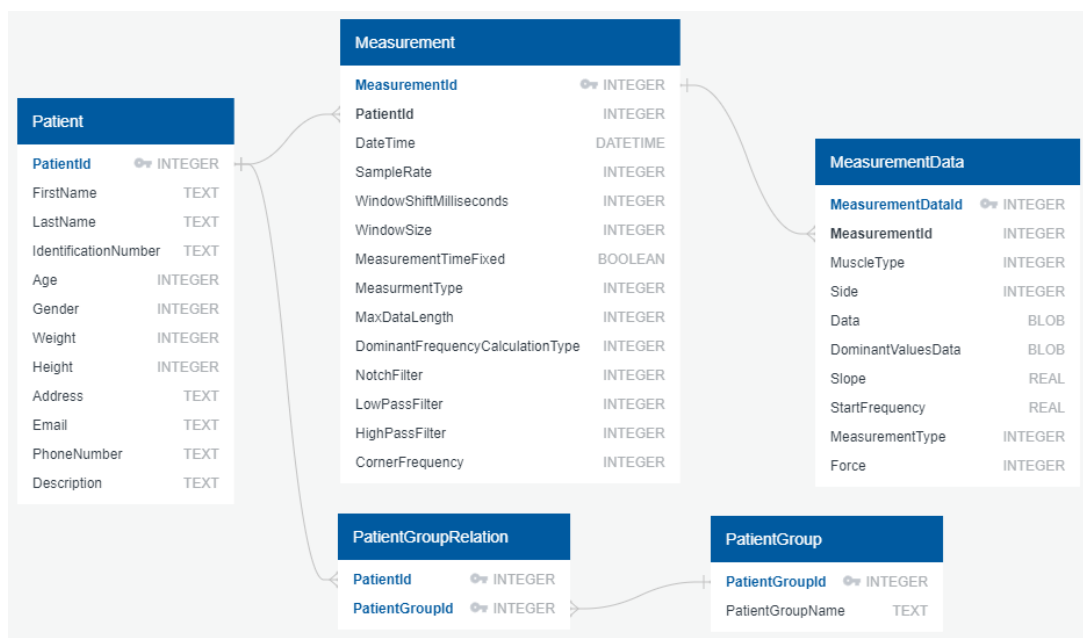 Patient
PatientId INTEGER
FirstName TEXT
LastName TEXT
IdentificationNumber TEXT
Age INTEGER
Gender INTEGER
Weight INTEGER
Height INTEGER
Address TEXT
Email TEXT
PhoneNumber TEXT
Description TEXT
Measurement
MeasurementId INTEGER
PatientId INTEGER
DateTime DATETIME
SampleRate INTEGER
WindowShiftMilliseconds INTEGER
WindowSize INTEGER
MeasurementTimeFixed BOOLEAN
MeasurmentType INTEGER
MaxDataLength INTEGER
DominantFrequencyCalculationType INTEGER
NotchFilter INTEGER
LowPassFilter INTEGER
HighPassFilter INTEGER
CornerFrequency INTEGER
MeasurementData
MeasurementDataId INTEGER
MeasurementId INTEGER
MuscleType INTEGER
Side INTEGER
Data BLOB
DominantValuesData BLOB
Slope REAL
StartFrequency REAL
MeasurementType INTEGER
Force INTEGER
PatientGroupRelation
PatientId INTEGER
PatientGroupId INTEGER
PatientGroup
PatientGroupId INTEGER
PatientGroupName TEXT